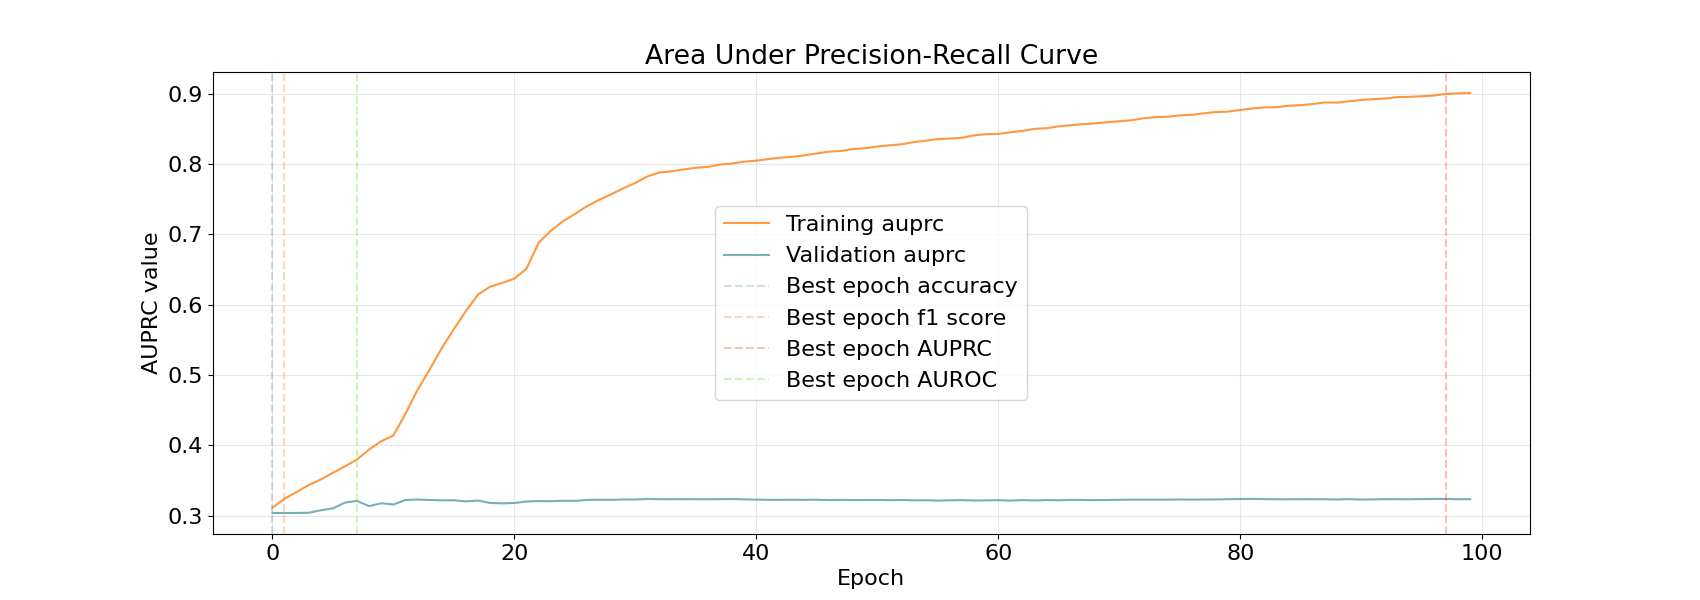 Area Under Precision-Recall Curve
AUPRC value
0.9
0.8
0.7
0.6
0.5
0.4
0.3
Training auprc
Validation auprc
Best epoch accuracy
Best epoch f1 score
Best epoch AUPRC
Best epoch AUROC
0 20 40 60 80 100
Epoch